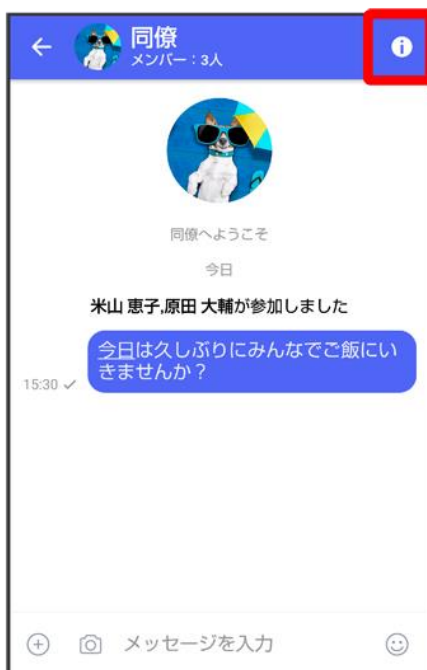 同僚
メンバー：3人
同僚へようこそ
今日
米山 恵子,原田 大輔が参加しました
今日は久しぶりにみんなでご飯にい
きませんか？
15:30
メッセージを入力